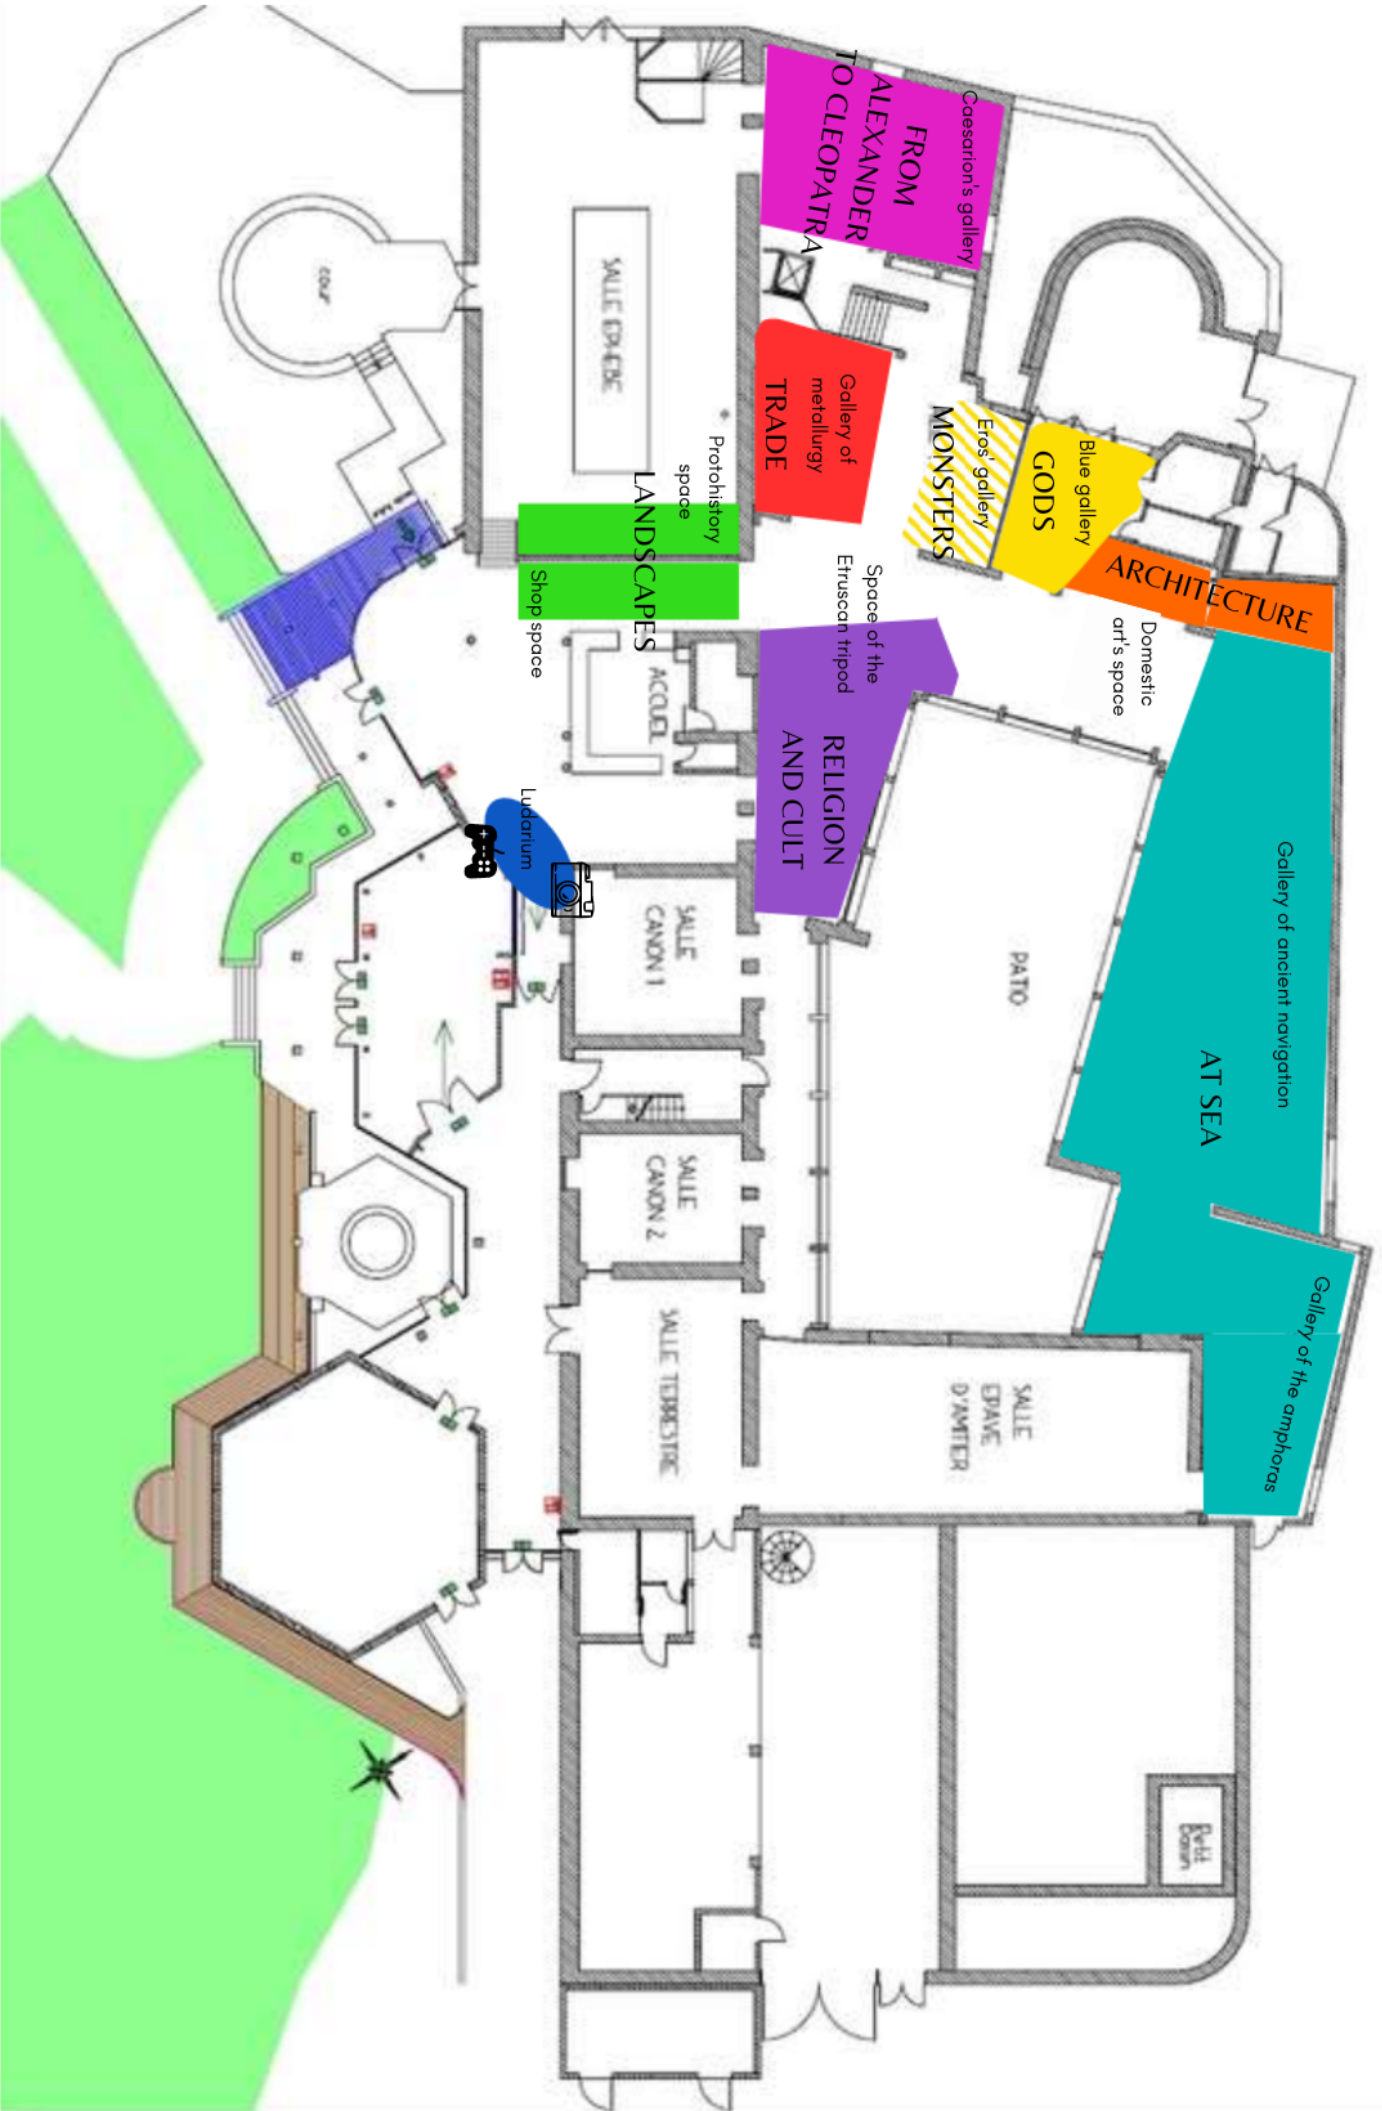 Caesarion's gallery
FROM
ALEXANDER
TO CLEOPATRA
Gallery of
metallurgy
TRADE
Eros' gallery
MONSTERS
Blue gallery
GODS
ARCHITECTURE
Domestic
art's space
Space of the
Etruscan tripod
RELIGION
AND CULT
Protohistory
space
LANDSCAPES
Shop space
SALLE EPHEBE
cour
ACCUEIL
Ludarium
SALLE
CANON 1
SALLE
CANON 2
SALLE TERRESTRE
PATIO
Gallery of ancient navigation
AT SEA
Gallery of the amphoras
SALLE
EPAVE
D'AMTIER
Petit
Bassin